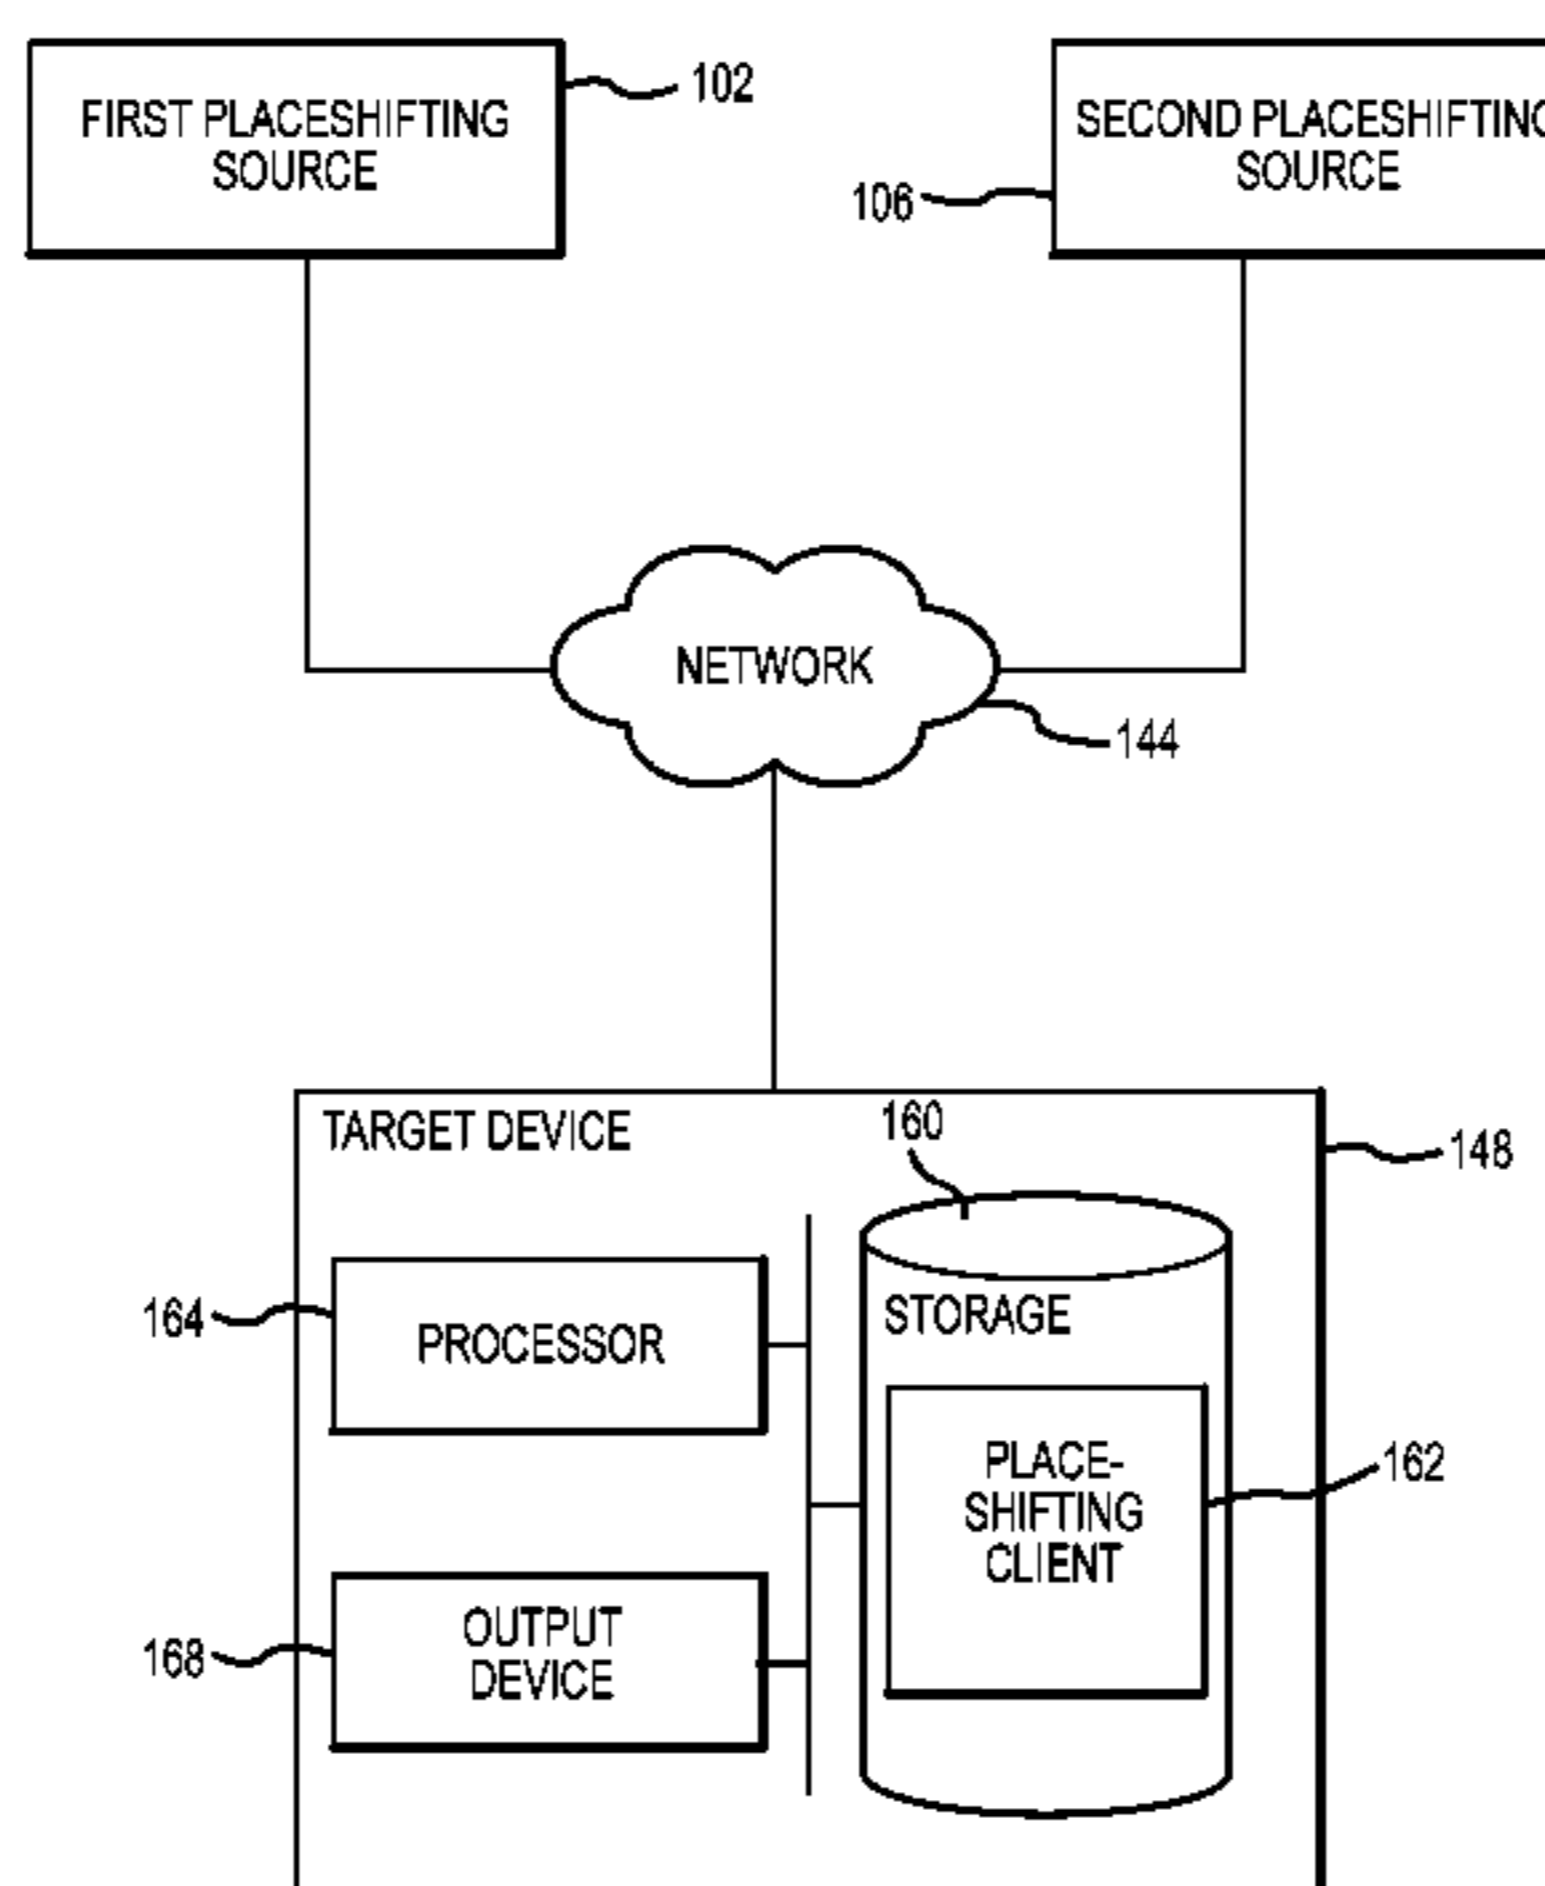 FIRST PLACESHIFTING
SOURCE
102
SECOND PLACESHIFTING
SOURCE
106
NETWORK
144
TARGET DEVICE
160
148
164
PROCESSOR
STORAGE
PLACE-
SHIFTING
CLIENT
162
168
OUTPUT
DEVICE